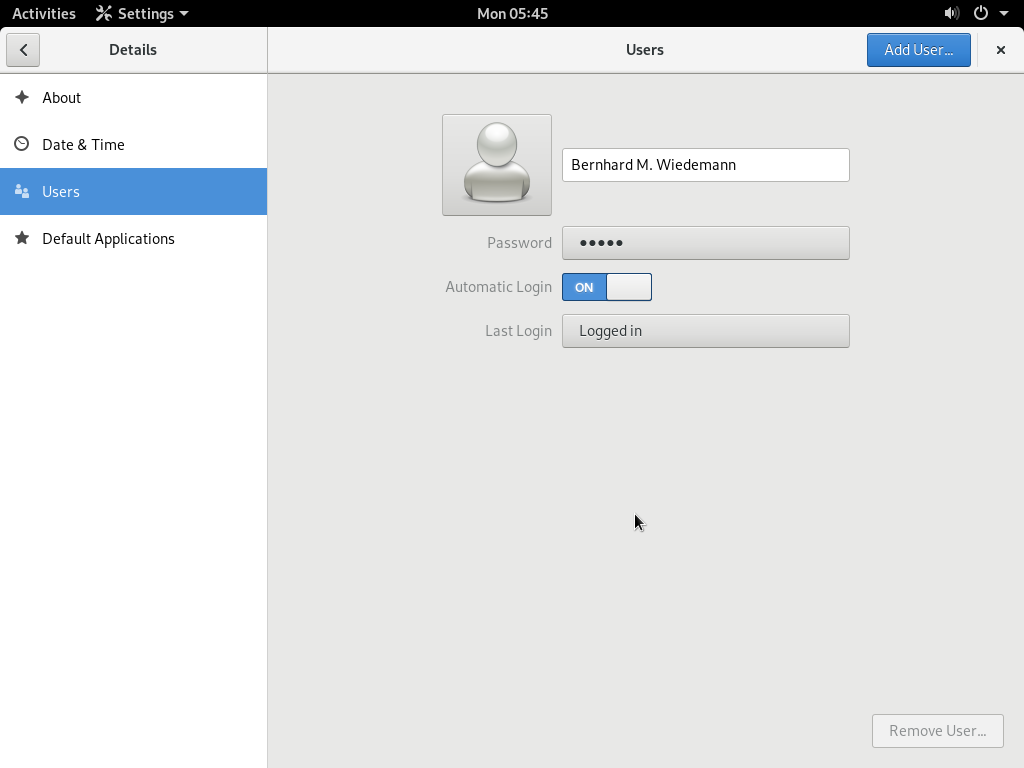 Activities Settings Mon 05:45
Details Users Add User...
About
Date & Time
Users
Default Applications
Bernhard M. Wiedemann
Password •••••
Automatic Login ON
Last Login Logged in
Remove User...